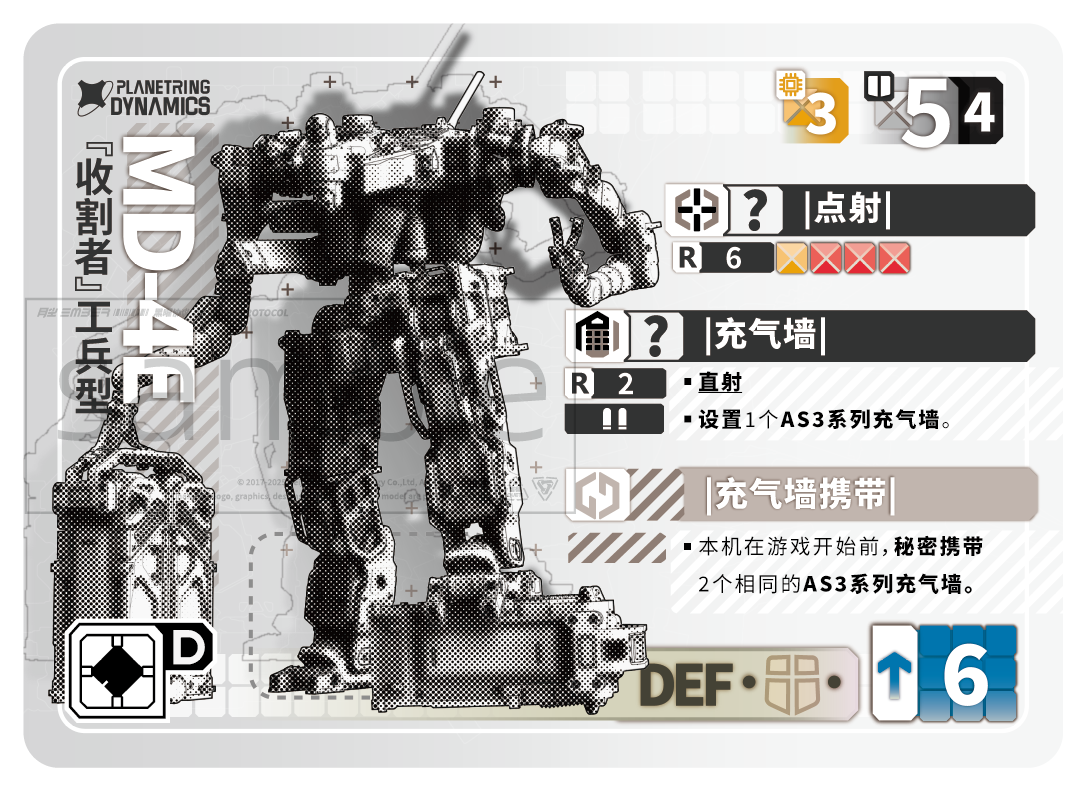 PLANETRING
DYNAMICS
MD-4E
『收割者』工兵型
3
5 4
? |点射|
R 6
? |充气墙|
R 2
!!
▪直射
▪设置1个AS3系列充气墙。
|充气墙携带|
▪本机在游戏开始前,秘密携带
2个相同的AS3系列充气墙。
sample
D
DEF
6